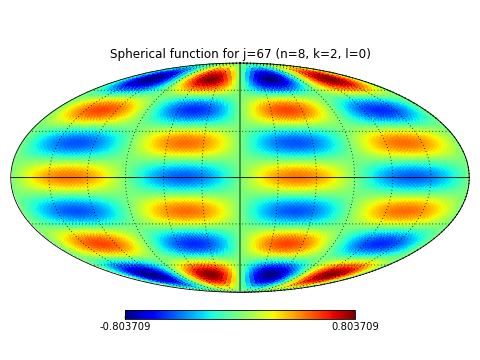 Spherical function for j=67 (n=8, k=2, l=0)
-0.803709 0.803709